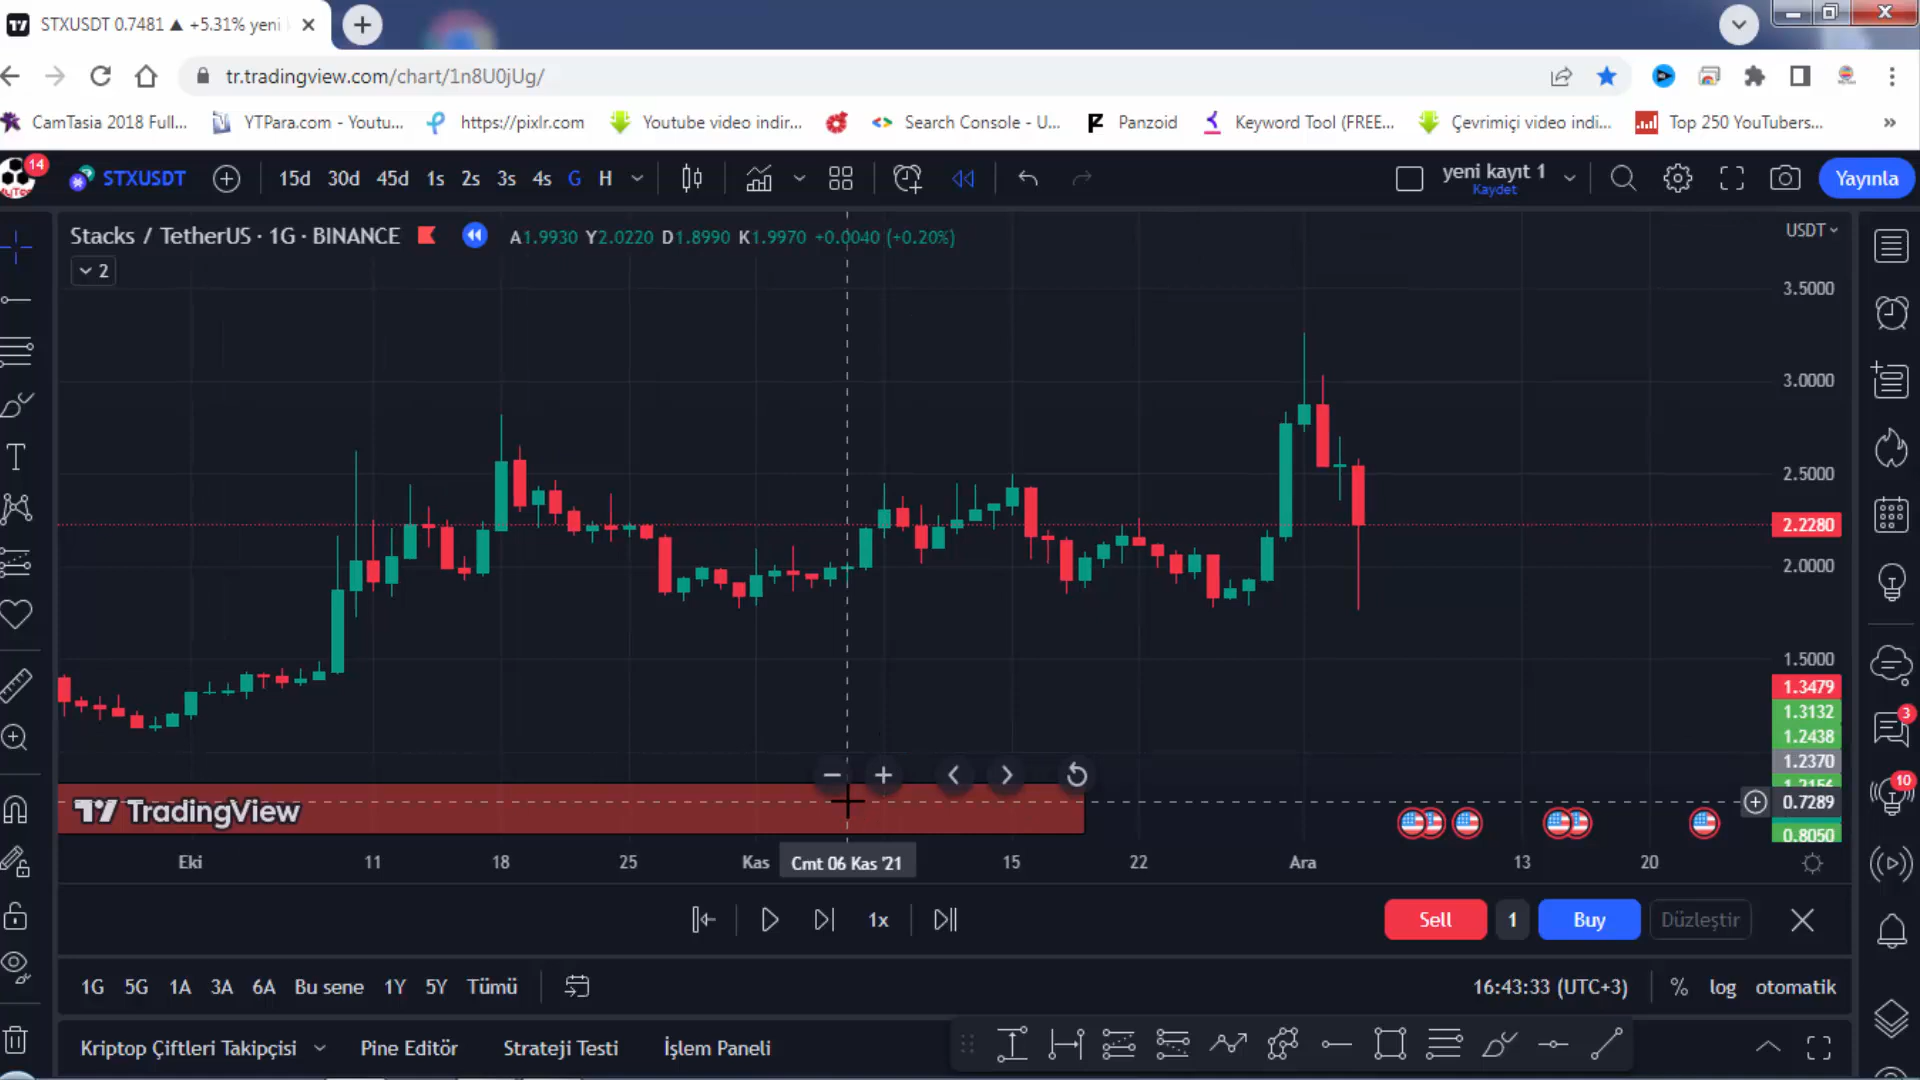 STXUSDT 0.7481 ▲ +5.31% yeni
tr.tradingview.com/chart/1n8U0jUg/
CamTasia 2018 Full...
YTPara.com - Youtu...
https://pixlr.com
Youtube video indir...
Search Console - U...
Panzoid
Keyword Tool (FREE...
Çevrimiçi video indi...
Top 250 YouTubers...
»
14
STXUSDT
15d 30d 45d 1s 2s 3s 4s G H
yeni kayıt 1
Kaydet
Yayınla
Stacks / TetherUS · 1G · BINANCE
A1.9930 Y2.0220 D1.8990 K1.9970 +0.0040 (+0.20%)
USDT
2
3.5000
3.0000
2.5000
2.2280
2.0000
1.5000
1.3479
1.3132
1.2438
1.2370
0.7289
0.8050
3
10
TradingView
Eki 11 18 25 Kas Cmt 06 Kas '21 15 22 Ara 13 20
1x
Sell 1 Buy Düzleştir
1G 5G 1A 3A 6A Bu sene 1Y 5Y Tümü
16:43:33 (UTC+3) % log otomatik
Kriptop Çiftleri Takipçisi Pine Editör Strateji Testi İşlem Paneli